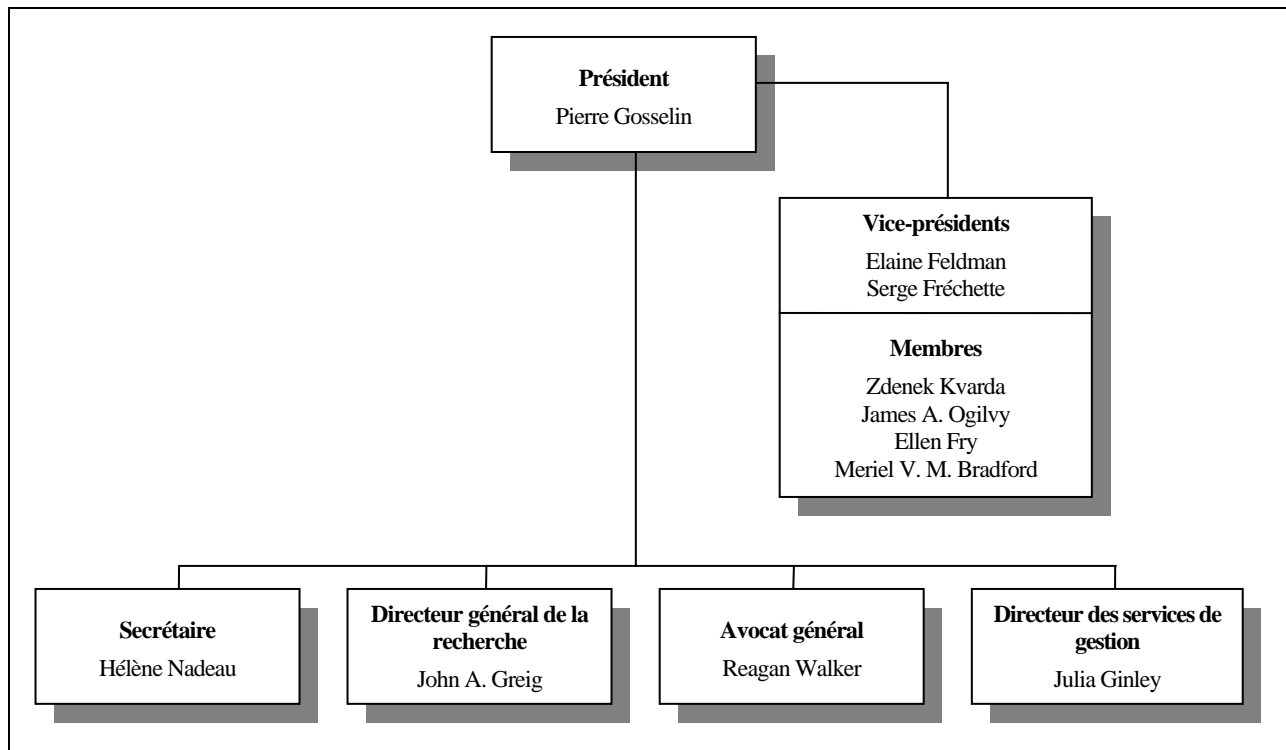 Président
Pierre Gosselin
Vice-présidents
Elaine Feldman
Serge Fréchette
Membres
Zdenek Kvarda
James A. Ogilvy
Ellen Fry
Meriel V. M. Bradford
Secrétaire
Hélène Nadeau
Directeur général de la
recherche
John A. Greig
Avocat général
Reagan Walker
Directeur des services de
gestion
Julia Ginley